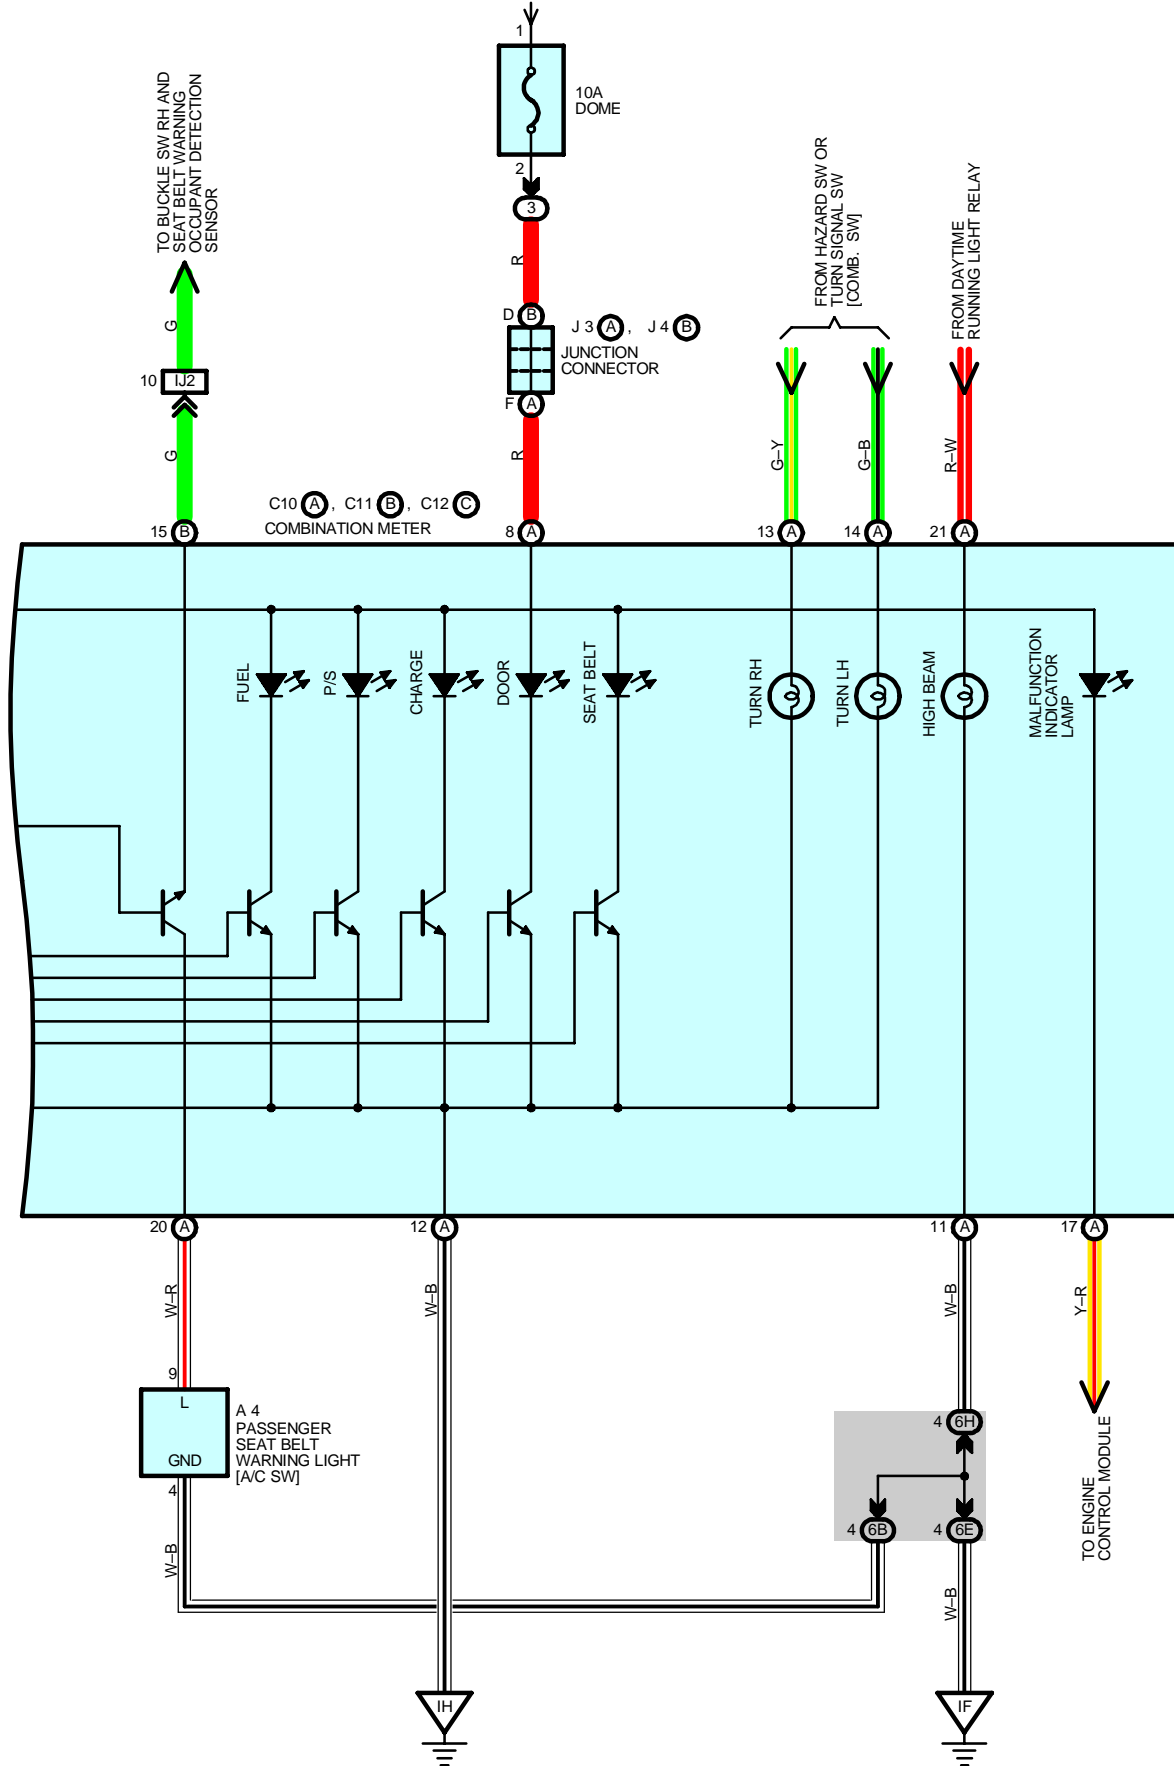 1
10A
DOME
2
3
R
TO BUCKLE SW RH AND
SEAT BELT WARNING
OCCUPANT DETECTION
SENSOR
G
10 IJ2
G
D B
J 3 A , J 4 B
JUNCTION
CONNECTOR
F A
R
FROM HAZARD SW OR
TURN SIGNAL SW
[COMB. SW]
FROM DAYTIME
RUNNING LIGHT RELAY
G–Y
G–B
R–W
C10 A , C11 B , C12 C
COMBINATION METER
15 B
8 A
13 A
14 A
21 A
FUEL
P/S
CHARGE
DOOR
SEAT BELT
TURN RH
TURN LH
HIGH BEAM
MALFUNCTION
INDICATOR
LAMP
20 A
12 A
11 A
17 A
W–R
W–B
W–B
Y–R
9
L
GND
4
A 4
PASSENGER
SEAT BELT
WARNING LIGHT
[A/C SW]
4 6H
4 6B
4 6E
TO ENGINE
CONTROL MODULE
W–B
W–B
IH
IF